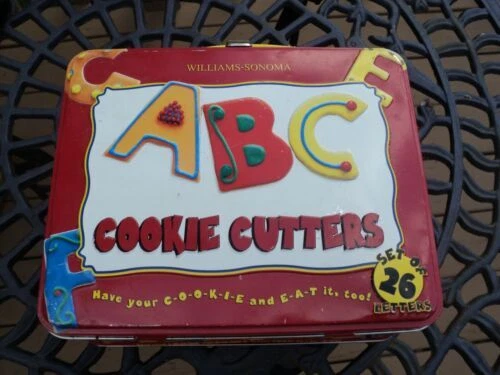 WILLIAMS-SONOMA
ABC
COOKIE CUTTERS
Have your C-O-O-K-I-E and E-A-T it, too!
SET OF
26
LETTERS
C
E
F